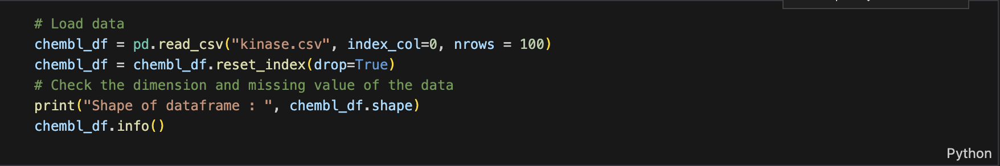 # Load data
chembl_df = pd.read_csv("kinase.csv", index_col=0, nrows = 100)
chembl_df = chembl_df.reset_index(drop=True)
# Check the dimension and missing value of the data
print("Shape of dataframe : ", chembl_df.shape)
chembl_df.info()
Python